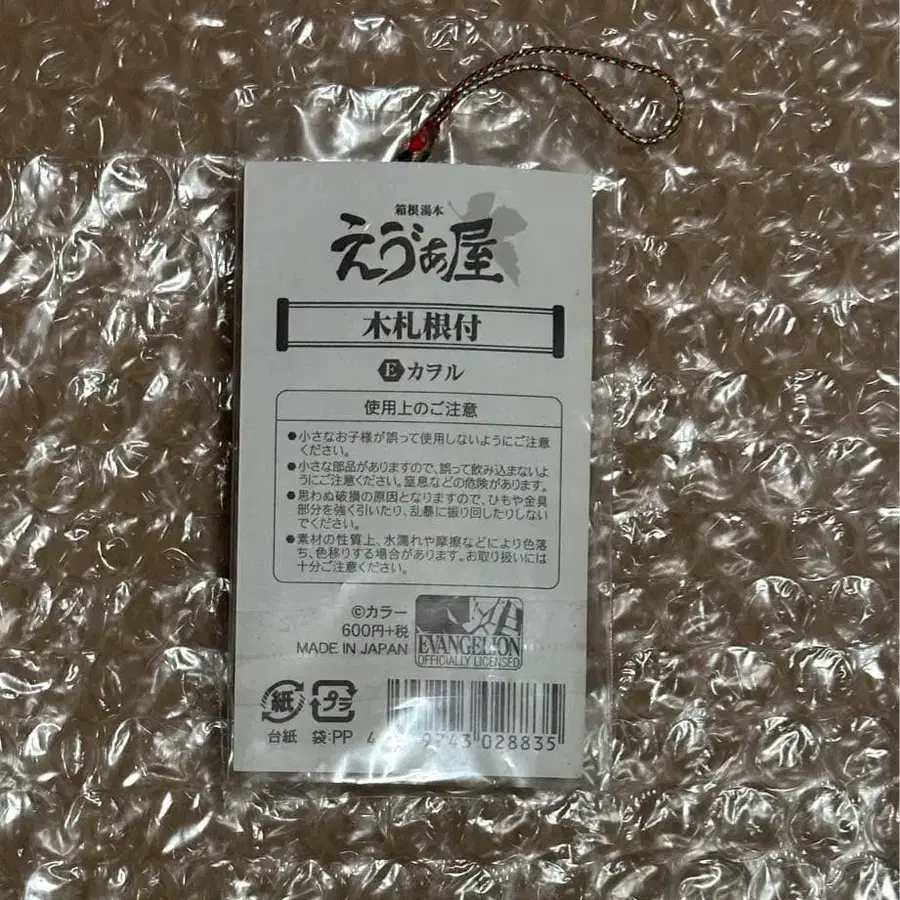 箱根湯本
えゔぁ屋
木札根付
E カヲル
使用上のご注意
●小さなお子様が誤って使用しないようにご注意
ください。
●小さな部品がありますので、誤って飲み込まないよ
うにご注意ください。窒息などの危険があります。
●思わぬ破損の原因となりますので、ひもや金具
部分を強く引いたり、乱暴に振り回したりしない
でください。
●素材の性質上、水濡れや摩擦などにより色落
ち、色移りする場合があります。お取り扱いには
十分ご注意ください。
©カラー
600円+税
MADE IN JAPAN
EVANGELION
OFFICIALLY LICENSED
紙 プラ
台紙 袋:PP
9743 028835